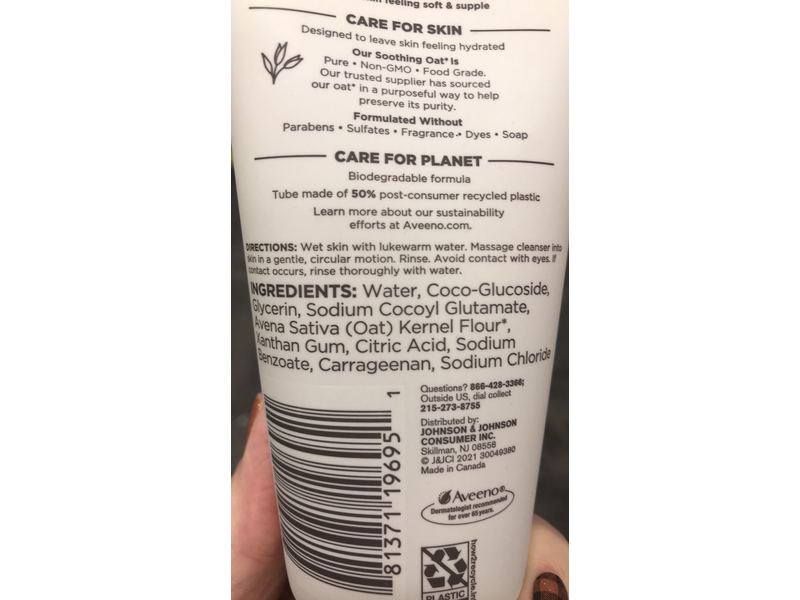 feeling soft & supple
CARE FOR SKIN
Designed to leave skin feeling hydrated
Our Soothing Oat* is
Pure • Non-GMO • Food Grade.
Our trusted supplier has sourced
our oat* in a purposeful way to help
preserve its purity.
Formulated Without
Parabens • Sulfates • Fragrance • Dyes • Soap
CARE FOR PLANET
Biodegradable formula
Tube made of 50% post-consumer recycled plastic
Learn more about our sustainability
efforts at Aveeno.com.
DIRECTIONS: Wet skin with lukewarm water. Massage cleanser into
skin in a gentle, circular motion. Rinse. Avoid contact with eyes. If
contact occurs, rinse thoroughly with water.
INGREDIENTS: Water, Coco-Glucoside,
Glycerin, Sodium Cocoyl Glutamate,
Avena Sativa (Oat) Kernel Flour*,
Xanthan Gum, Citric Acid, Sodium
Benzoate, Carrageenan, Sodium Chloride
81371 19695 1
Questions? 866-428-3366;
Outside US, dial collect
215-273-8755
Distributed by:
JOHNSON & JOHNSON
CONSUMER INC.
Skillman, NJ 08558
© J&JCI 2021 30049380
Made in Canada
Aveeno®
Dermatologist recommended
for over 65 years.
how2recycle.in
PLASTIC